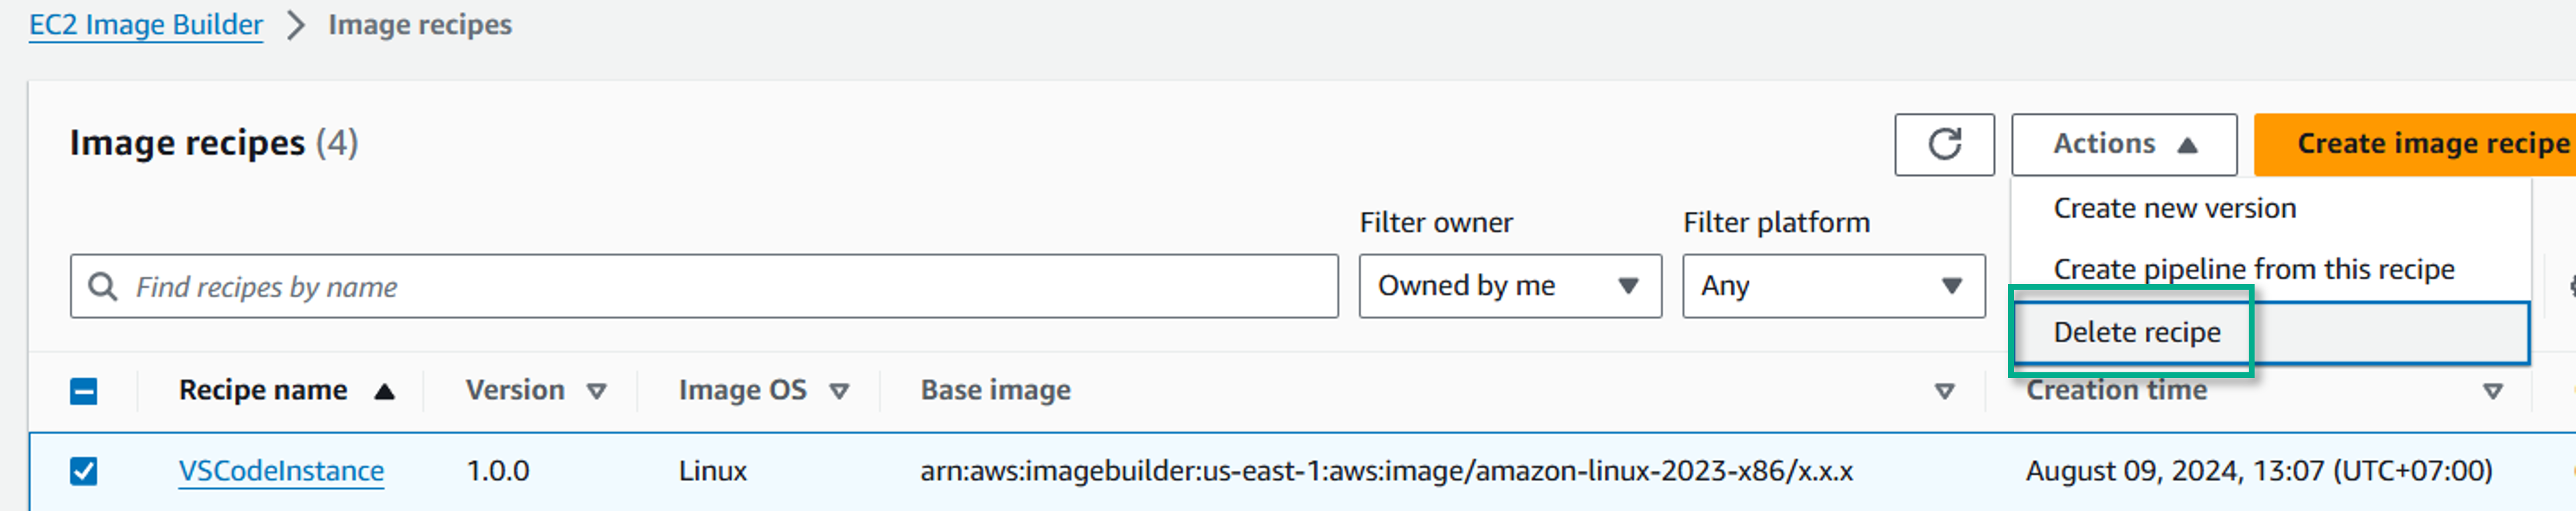 EC2 Image Builder > Image recipes
Image recipes (4)
Actions
Create image recipe
Create new version
Create pipeline from this recipe
Delete recipe
Filter owner
Filter platform
Find recipes by name
Owned by me
Any
Recipe name
Version
Image OS
Base image
Creation time
VSCodeInstance
1.0.0
Linux
arn:aws:imagebuilder:us-east-1:aws:image/amazon-linux-2023-x86/x.x.x
August 09, 2024, 13:07 (UTC+07:00)